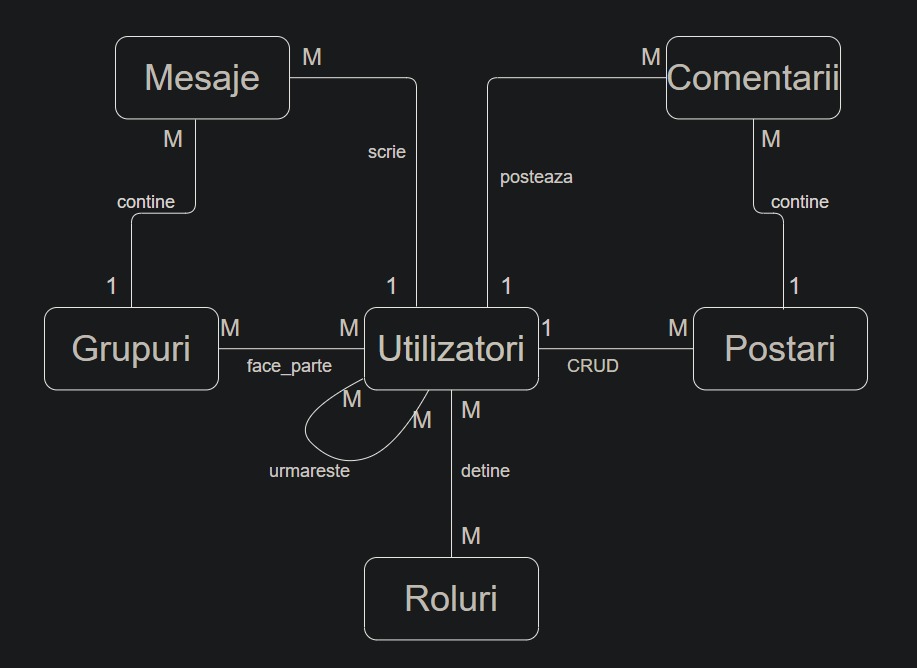 Mesaje
M
M
Comentarii
M
M
scrie
posteaza
contine
contine
1
1
1
1
Grupuri
M
M
Utilizatori
1
M
Postari
face_parte
CRUD
M
M
M
urmareste
detine
M
Roluri